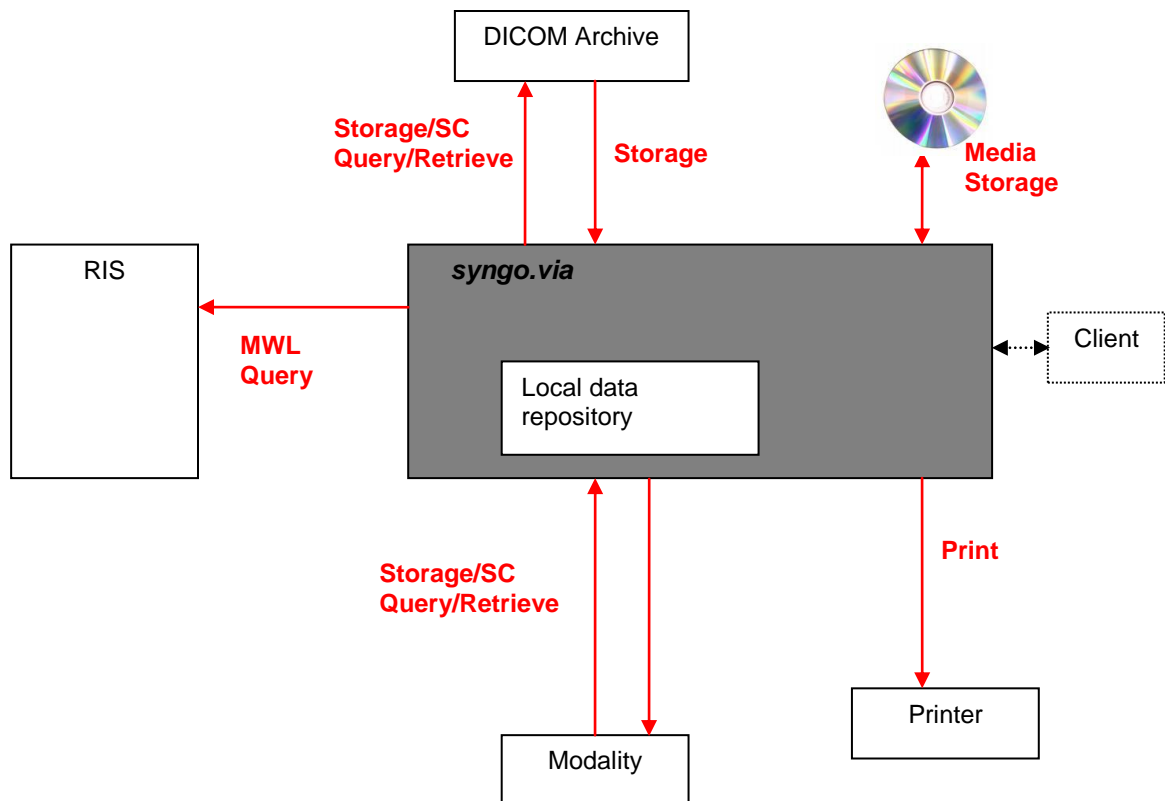 DICOM Archive
Storage/SC
Query/Retrieve
Storage
Media
Storage
RIS
syngo.via
MWL
Query
Client
Local data
repository
Storage/SC
Query/Retrieve
Print
Printer
Modality